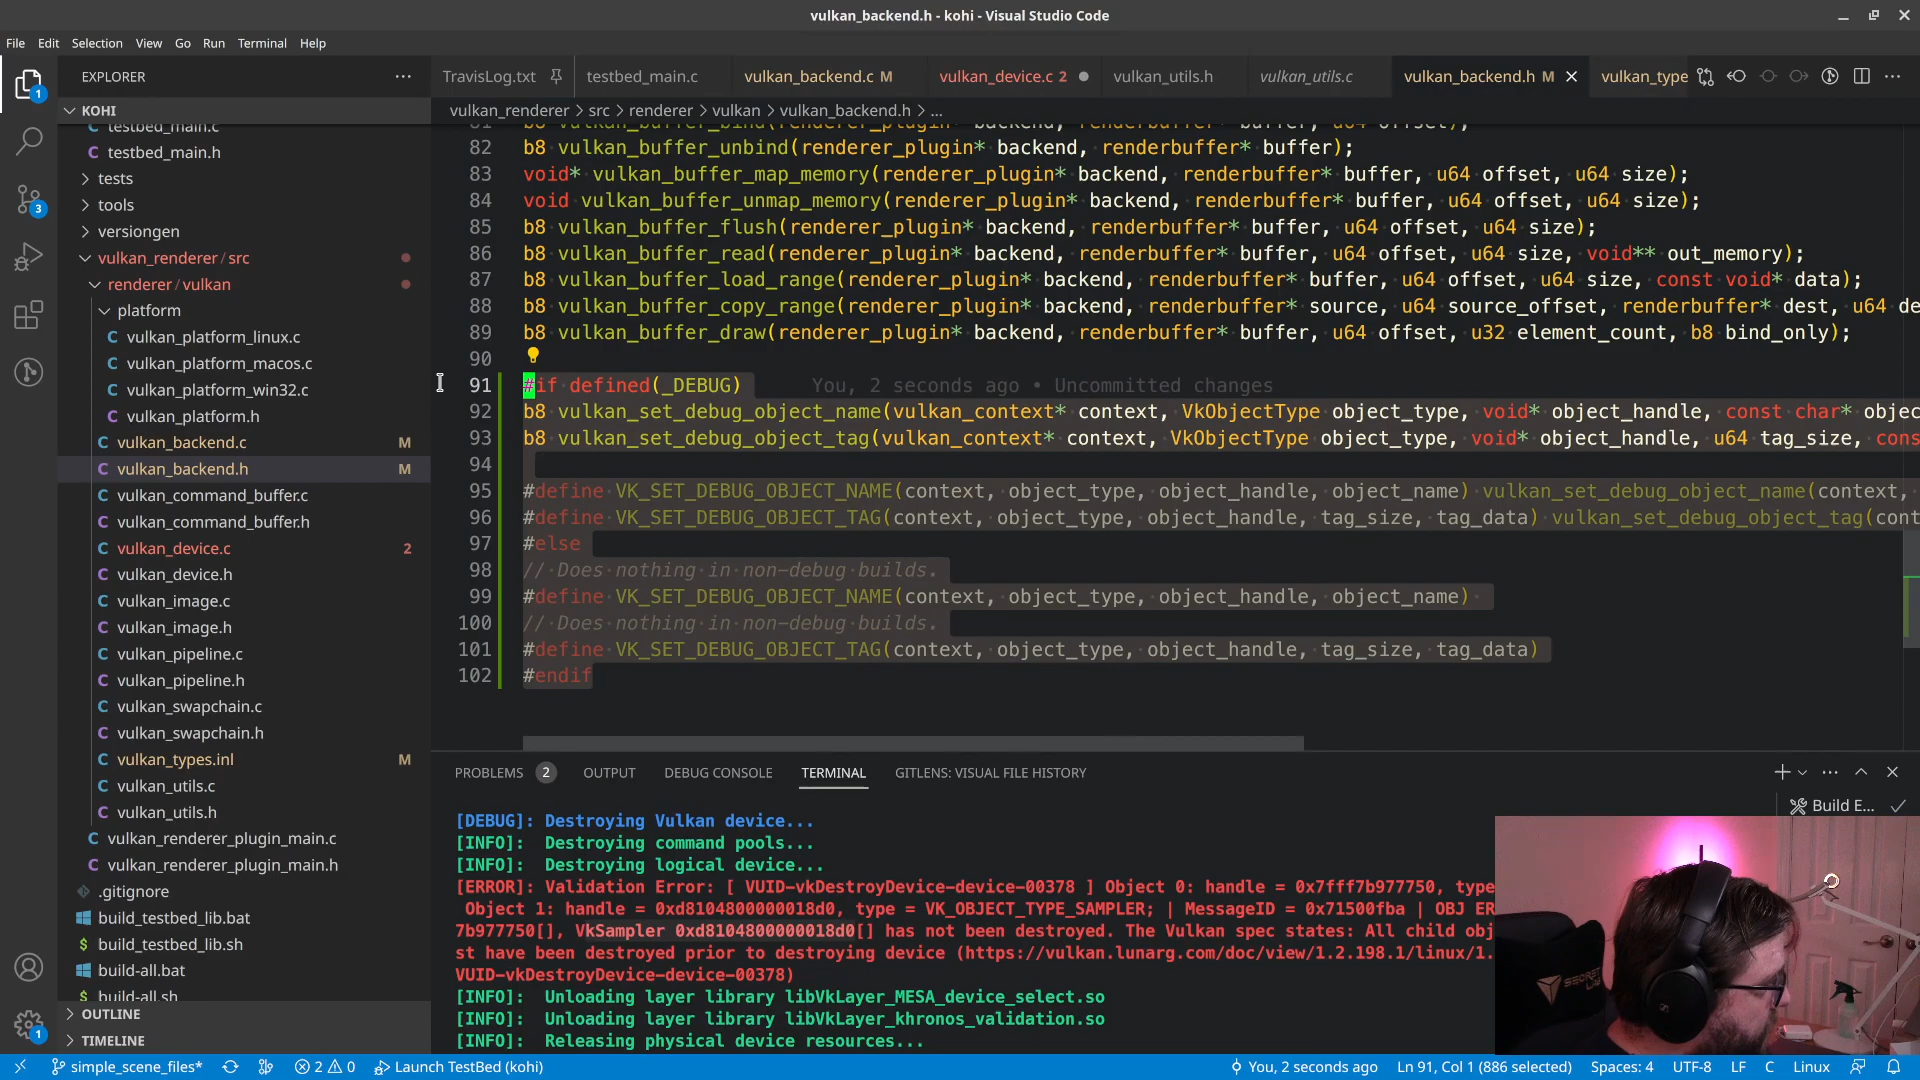 vulkan_backend.h - kohi - Visual Studio Code
File Edit Selection View Go Run Terminal Help
EXPLORER
TravisLog.txt testbed_main.c vulkan_backend.c M vulkan_device.c 2 vulkan_utils.h vulkan_utils.c vulkan_backend.h M vulkan_type
KOHI
vulkan_renderer > src > renderer > vulkan > vulkan_backend.h > ...
testbed_main.c
testbed_main.h
tests
tools
versiongen
vulkan_renderer / src
renderer / vulkan
platform
vulkan_platform_linux.c
vulkan_platform_macos.c
vulkan_platform_win32.c
vulkan_platform.h
vulkan_backend.c M
vulkan_backend.h M
vulkan_command_buffer.c
vulkan_command_buffer.h
vulkan_device.c 2
vulkan_device.h
vulkan_image.c
vulkan_image.h
vulkan_pipeline.c
vulkan_pipeline.h
vulkan_swapchain.c
vulkan_swapchain.h
vulkan_types.inl M
vulkan_utils.c
vulkan_utils.h
vulkan_renderer_plugin_main.c
vulkan_renderer_plugin_main.h
.gitignore
build_testbed_lib.bat
build_testbed_lib.sh
build-all.bat
build-all.sh
OUTLINE
TIMELINE
81 b8 vulkan_buffer_bind(renderer_plugin* backend, renderbuffer* buffer, u64 offset);
82 b8 vulkan_buffer_unbind(renderer_plugin* backend, renderbuffer* buffer);
83 void* vulkan_buffer_map_memory(renderer_plugin* backend, renderbuffer* buffer, u64 offset, u64 size);
84 void vulkan_buffer_unmap_memory(renderer_plugin* backend, renderbuffer* buffer, u64 offset, u64 size);
85 b8 vulkan_buffer_flush(renderer_plugin* backend, renderbuffer* buffer, u64 offset, u64 size);
86 b8 vulkan_buffer_read(renderer_plugin* backend, renderbuffer* buffer, u64 offset, u64 size, void** out_memory);
87 b8 vulkan_buffer_load_range(renderer_plugin* backend, renderbuffer* buffer, u64 offset, u64 size, const void* data);
88 b8 vulkan_buffer_copy_range(renderer_plugin* backend, renderbuffer* source, u64 source_offset, renderbuffer* dest, u64 de
89 b8 vulkan_buffer_draw(renderer_plugin* backend, renderbuffer* buffer, u64 offset, u32 element_count, b8 bind_only);
90
91 #if defined(_DEBUG) You, 2 seconds ago • Uncommitted changes
92 b8 vulkan_set_debug_object_name(vulkan_context* context, VkObjectType object_type, void* object_handle, const char* objec
93 b8 vulkan_set_debug_object_tag(vulkan_context* context, VkObjectType object_type, void* object_handle, u64 tag_size, cons
94
95 #define VK_SET_DEBUG_OBJECT_NAME(context, object_type, object_handle, object_name) vulkan_set_debug_object_name(context,
96 #define VK_SET_DEBUG_OBJECT_TAG(context, object_type, object_handle, tag_size, tag_data) vulkan_set_debug_object_tag(cont
97 #else
98 // Does nothing in non-debug builds.
99 #define VK_SET_DEBUG_OBJECT_NAME(context, object_type, object_handle, object_name)
100 // Does nothing in non-debug builds.
101 #define VK_SET_DEBUG_OBJECT_TAG(context, object_type, object_handle, tag_size, tag_data)
102 #endif
PROBLEMS 2 OUTPUT DEBUG CONSOLE TERMINAL GITLENS: VISUAL FILE HISTORY
Build E...
[DEBUG]: Destroying Vulkan device...
[INFO]: Destroying command pools...
[INFO]: Destroying logical device...
[ERROR]: Validation Error: [ VUID-vkDestroyDevice-device-00378 ] Object 0: handle = 0x7fff7b977750, type
Object 1: handle = 0xd8104800000018d0, type = VK_OBJECT_TYPE_SAMPLER; | MessageID = 0x71500fba | OBJ ER
7b977750[], VkSampler 0xd8104800000018d0[] has not been destroyed. The Vulkan spec states: All child obj
st have been destroyed prior to destroying device (https://vulkan.lunarg.com/doc/view/1.2.198.1/linux/1.
VUID-vkDestroyDevice-device-00378)
[INFO]: Unloading layer library libVkLayer_MESA_device_select.so
[INFO]: Unloading layer library libVkLayer_khronos_validation.so
[INFO]: Releasing physical device resources...
simple_scene_files* 2 0 Launch TestBed (kohi) You, 2 seconds ago Ln 91, Col 1 (886 selected) Spaces: 4 UTF-8 LF C Linux